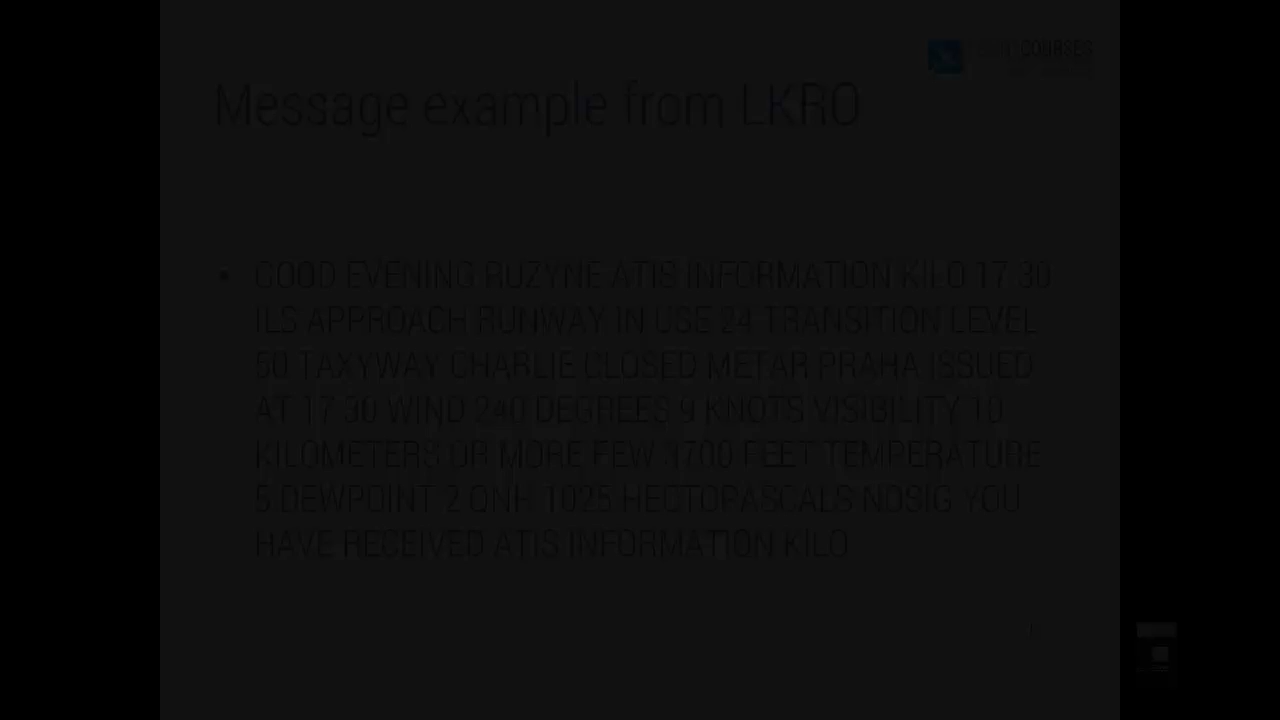 COURSES
Message example from LKRO
• GOOD EVENING RUZYNE ATIS INFORMATION KILO 17 30
ILS APPROACH RUNWAY IN USE 24 TRANSITION LEVEL
50 TAXYWAY CHARLIE CLOSED METAR PRAHA ISSUED
AT 17 30 WIND 240 DEGREES 9 KNOTS VISIBILITY 10
KILOMETERS OR MORE FEW 3700 FEET TEMPERATURE
5 DEWPOINT 2 QNH 1025 HECTOPASCALS NOSIG YOU
HAVE RECEIVED ATIS INFORMATION KILO